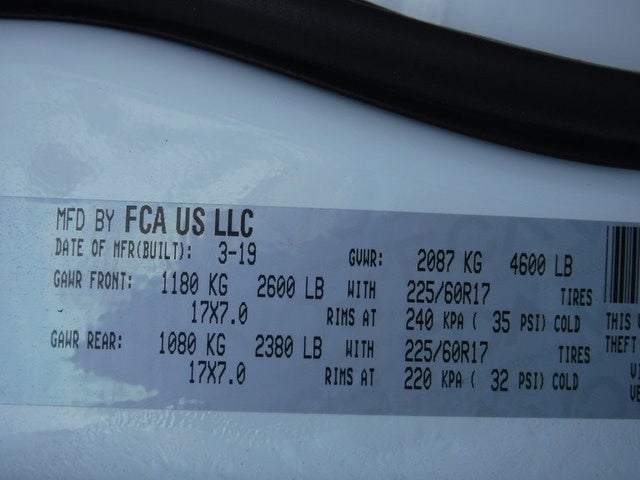 MFD BY FCA US LLC
DATE OF MFR(BUILT): 3-19 GVWR: 2087 KG 4600 LB
GAWR FRONT: 1180 KG 2600 LB WITH 225/60R17 TIRES
17X7.0 RIMS AT 240 KPA ( 35 PSI) COLD THIS
GAWR REAR: 1080 KG 2380 LB WITH 225/60R17 TIRES THEFT
17X7.0 RIMS AT 220 KPA ( 32 PSI) COLD